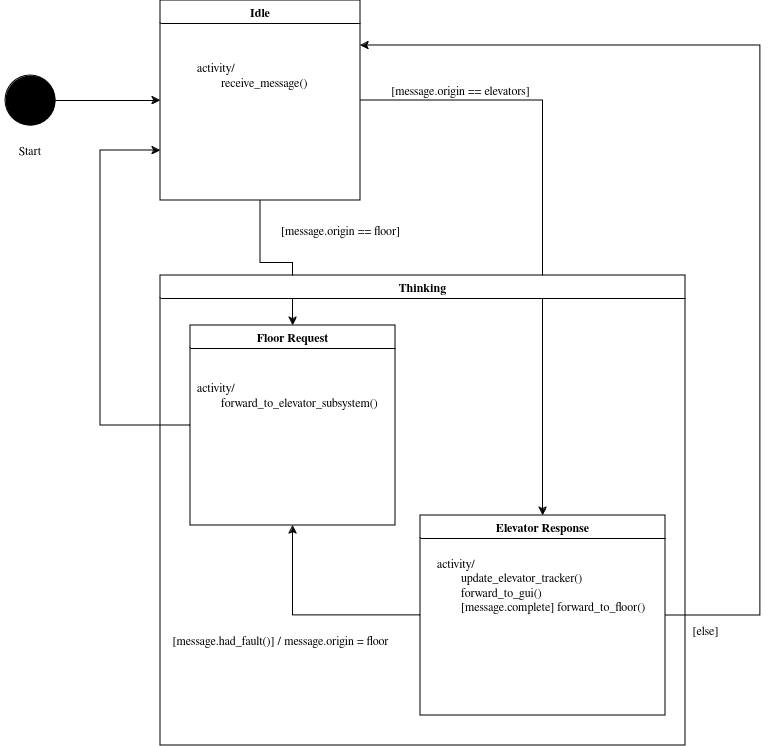 Idle
activity/
receive_message()
[message.origin == elevators]
Start
[message.origin == floor]
Thinking
Floor Request
activity/
forward_to_elevator_subsystem()
Elevator Response
activity/
update_elevator_tracker()
forward_to_gui()
[message.complete] forward_to_floor()
[else]
[message.had_fault()] / message.origin = floor